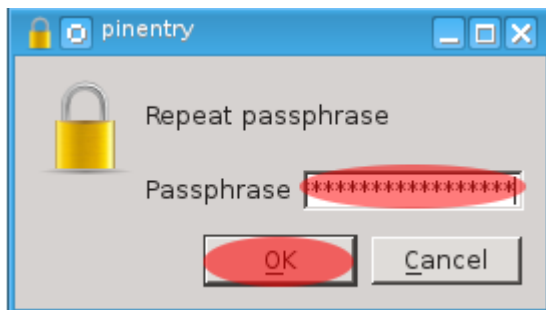 pinentry
Repeat passphrase
Passphrase *****************
OK Cancel